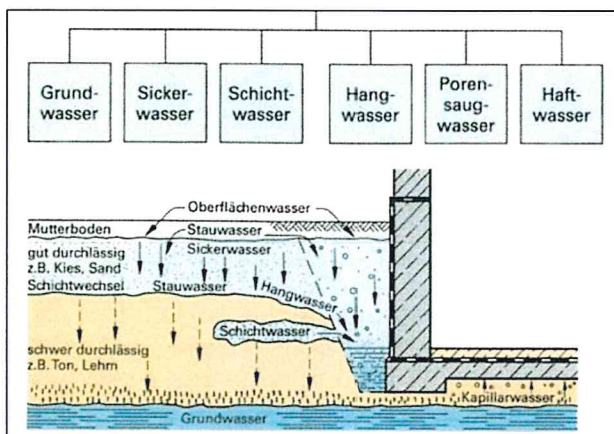 Grund-
wasser
Sicker-
wasser
Schicht-
wasser
Hang-
wasser
Poren-
saug-
wasser
Haft-
wasser
Oberflächenwasser
Mutterboden
Stauwasser
Sickerwasser
gut durchlässig
z.B. Kies, Sand
Schichtwechsel
Stauwasser
Hangwasser
Schichtwasser
schwer durchlässig
z.B. Ton, Lehm
Kapillarwasser
Grundwasser